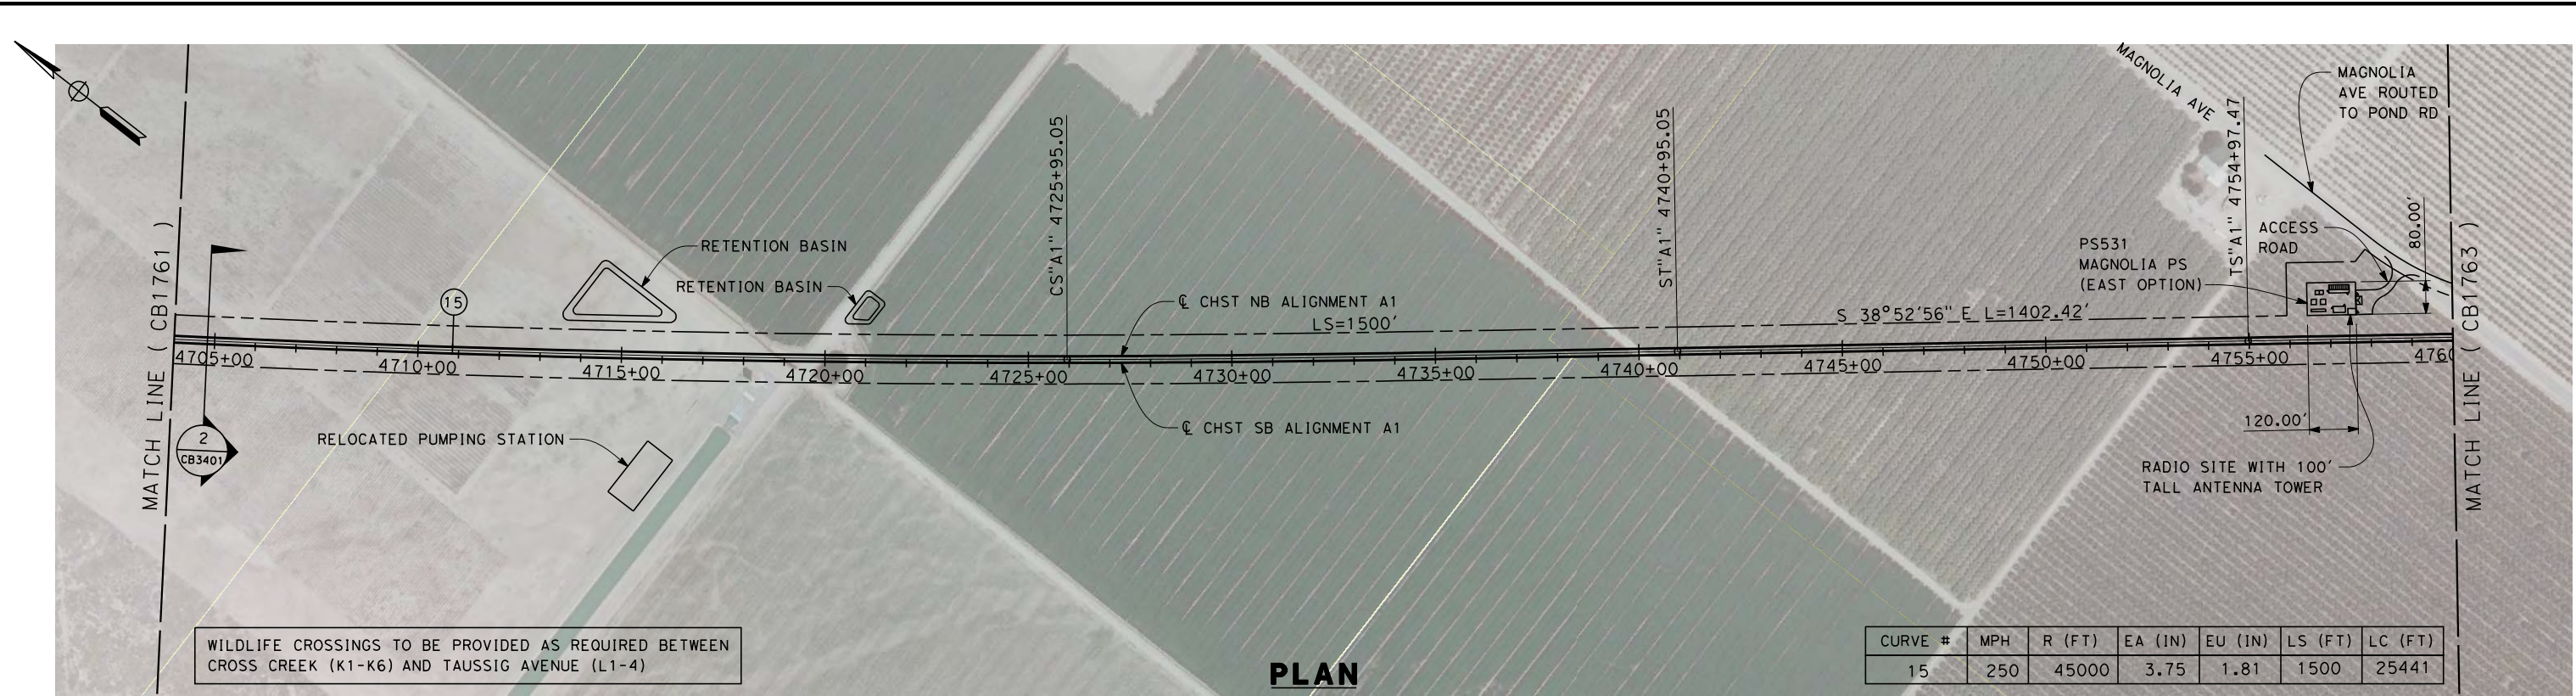 MAGNOLIA AVE
MAGNOLIA
AVE ROUTED
TO POND RD
MATCH LINE ( CB1761 )
2
CB3401
15
RETENTION BASIN
RETENTION BASIN
RELOCATED PUMPING STATION
CS"A1" 4725+95.05
℄ CHST NB ALIGNMENT A1
LS=1500'
℄ CHST SB ALIGNMENT A1
ST"A1" 4740+95.05
S 38°52'56" E L=1402.42'
TS"A1" 4754+97.47
PS531
MAGNOLIA PS
(EAST OPTION)
ACCESS
ROAD
80.00'
120.00'
RADIO SITE WITH 100'
TALL ANTENNA TOWER
MATCH LINE ( CB1763 )
4705+00
4710+00
4715+00
4720+00
4725+00
4730+00
4735+00
4740+00
4745+00
4750+00
4755+00
4760
WILDLIFE CROSSINGS TO BE PROVIDED AS REQUIRED BETWEEN
CROSS CREEK (K1-K6) AND TAUSSIG AVENUE (L1-4)
PLAN
CURVE # MPH R (FT) EA (IN) EU (IN) LS (FT) LC (FT)
15 250 45000 3.75 1.81 1500 25441